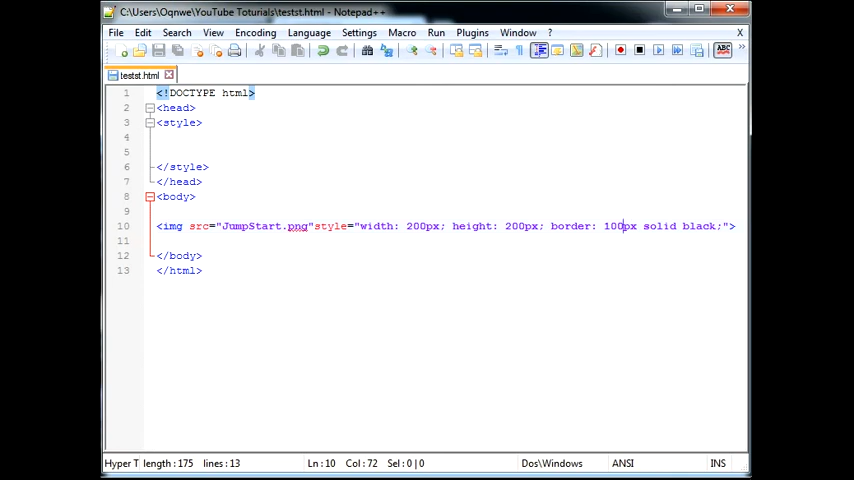 C:\Users\Oqnwe\YouTube Toturials\testst.html - Notepad++
File Edit Search View Encoding Language Settings Macro Run Plugins Window ? X
ABC »
testst.html
1 <!DOCTYPE html>
2 <head>
3 <style>
4
5
6 </style>
7 </head>
8 <body>
9
10 <img src="JumpStart.png"style="width: 200px; height: 200px; border: 100px solid black;">
11
12 </body>
13 </html>
Hyper T length : 175 lines : 13 Ln : 10 Col : 72 Sel : 0 | 0 Dos\Windows ANSI INS